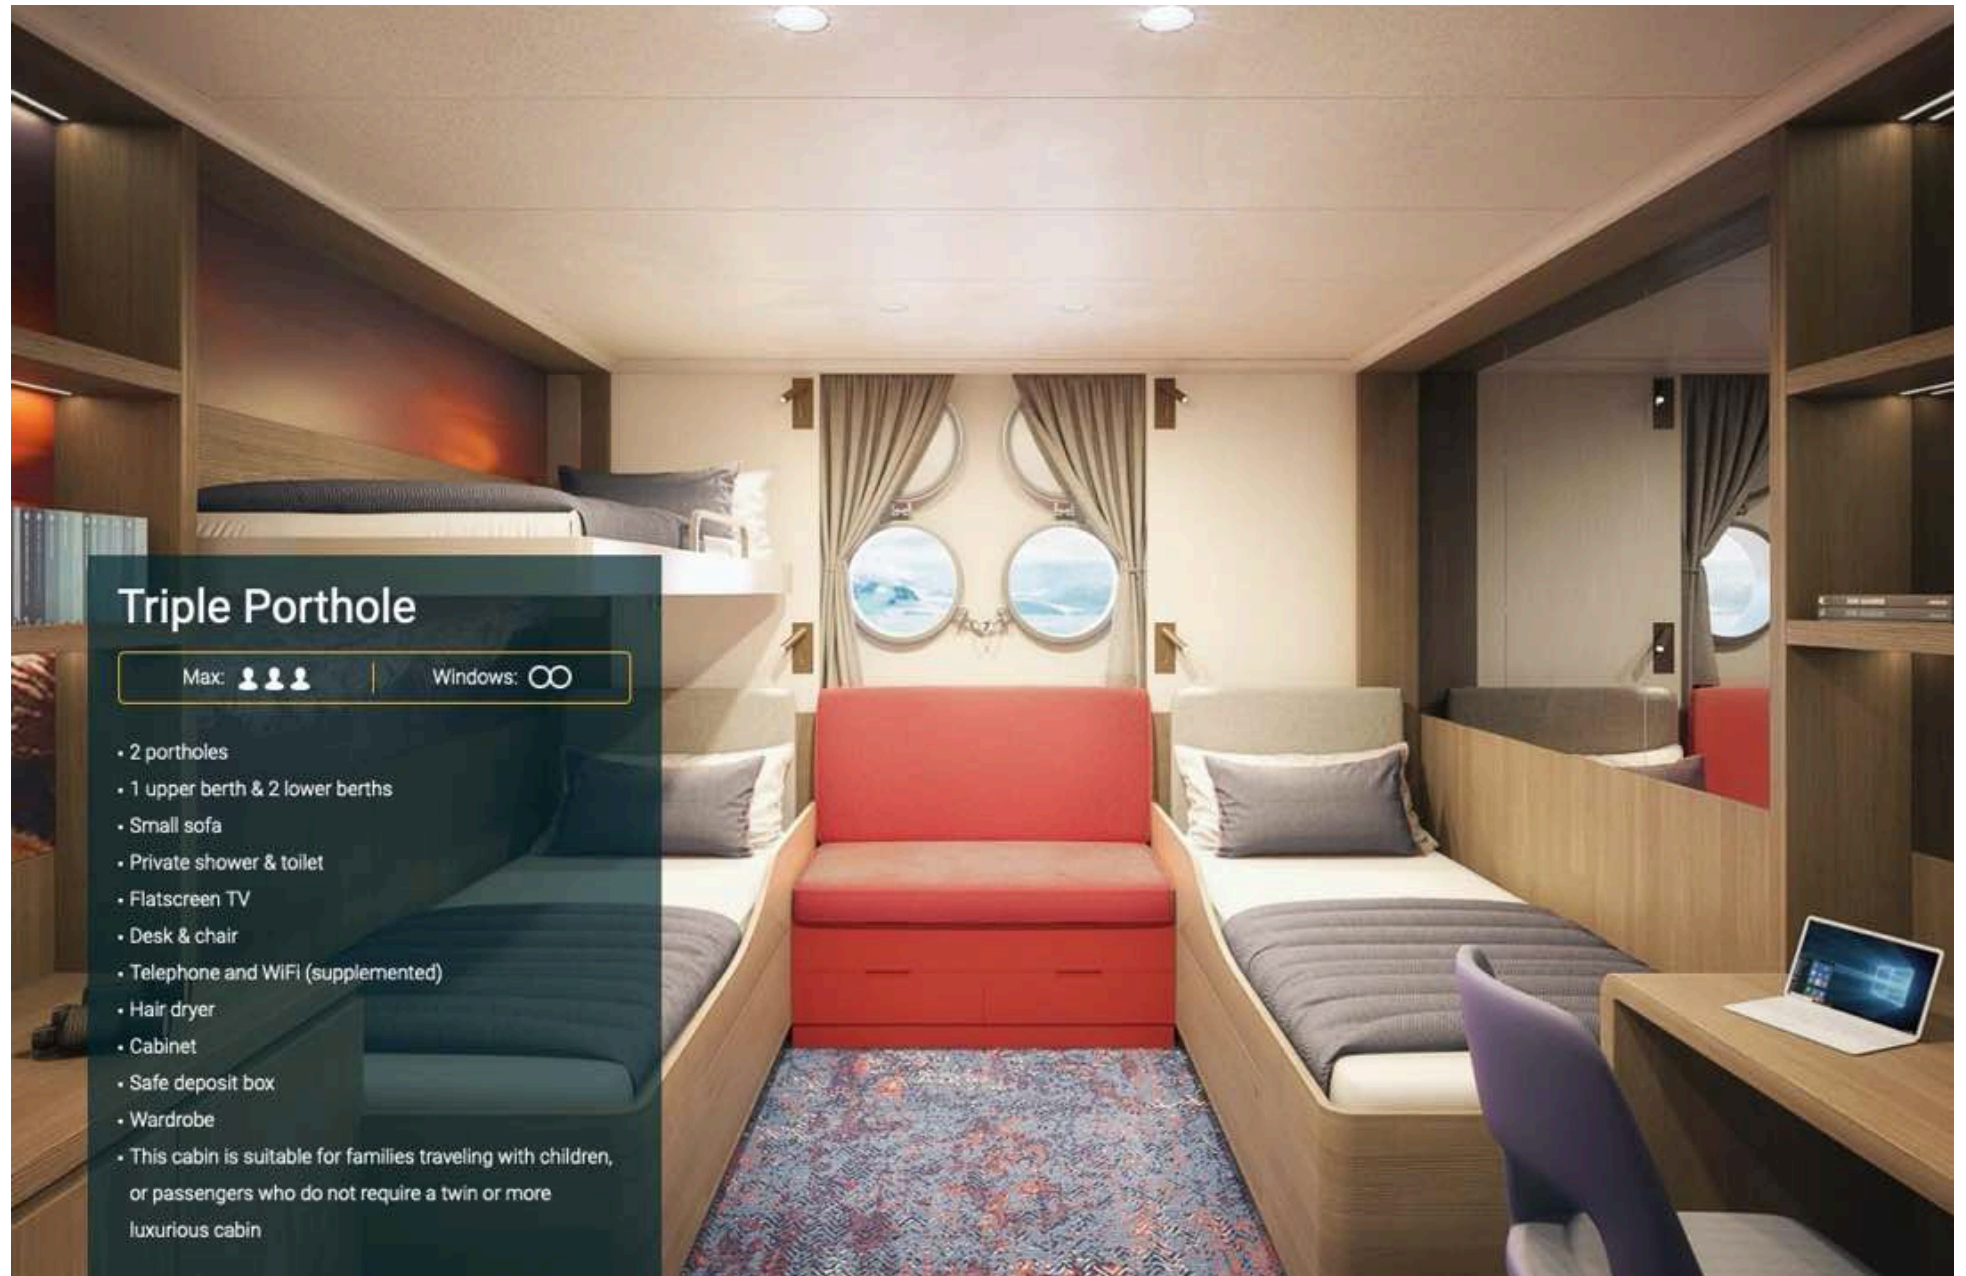 Triple Porthole
Max:
Windows:
• 2 portholes
• 1 upper berth & 2 lower berths
• Small sofa
• Private shower & toilet
• Flatscreen TV
• Desk & chair
• Telephone and WiFi (supplemented)
• Hair dryer
• Cabinet
• Safe deposit box
• Wardrobe
• This cabin is suitable for families traveling with children,
or passengers who do not require a twin or more
luxurious cabin